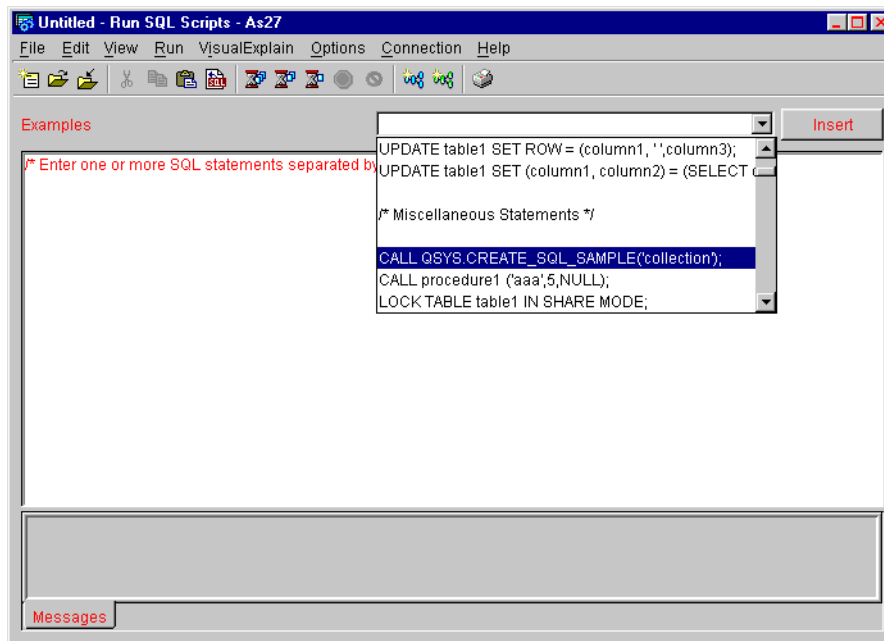 Untitled - Run SQL Scripts - As27
File Edit View Run VisualExplain Options Connection Help
Examples
Insert
UPDATE table1 SET ROW = (column1, ' ',column3);
/* Enter one or more SQL statements separated by
UPDATE table1 SET (column1, column2) = (SELECT
/* Miscellaneous Statements */
CALL QSYS.CREATE_SQL_SAMPLE('collection');
CALL procedure1 ('aaa',5,NULL);
LOCK TABLE table1 IN SHARE MODE;
Messages